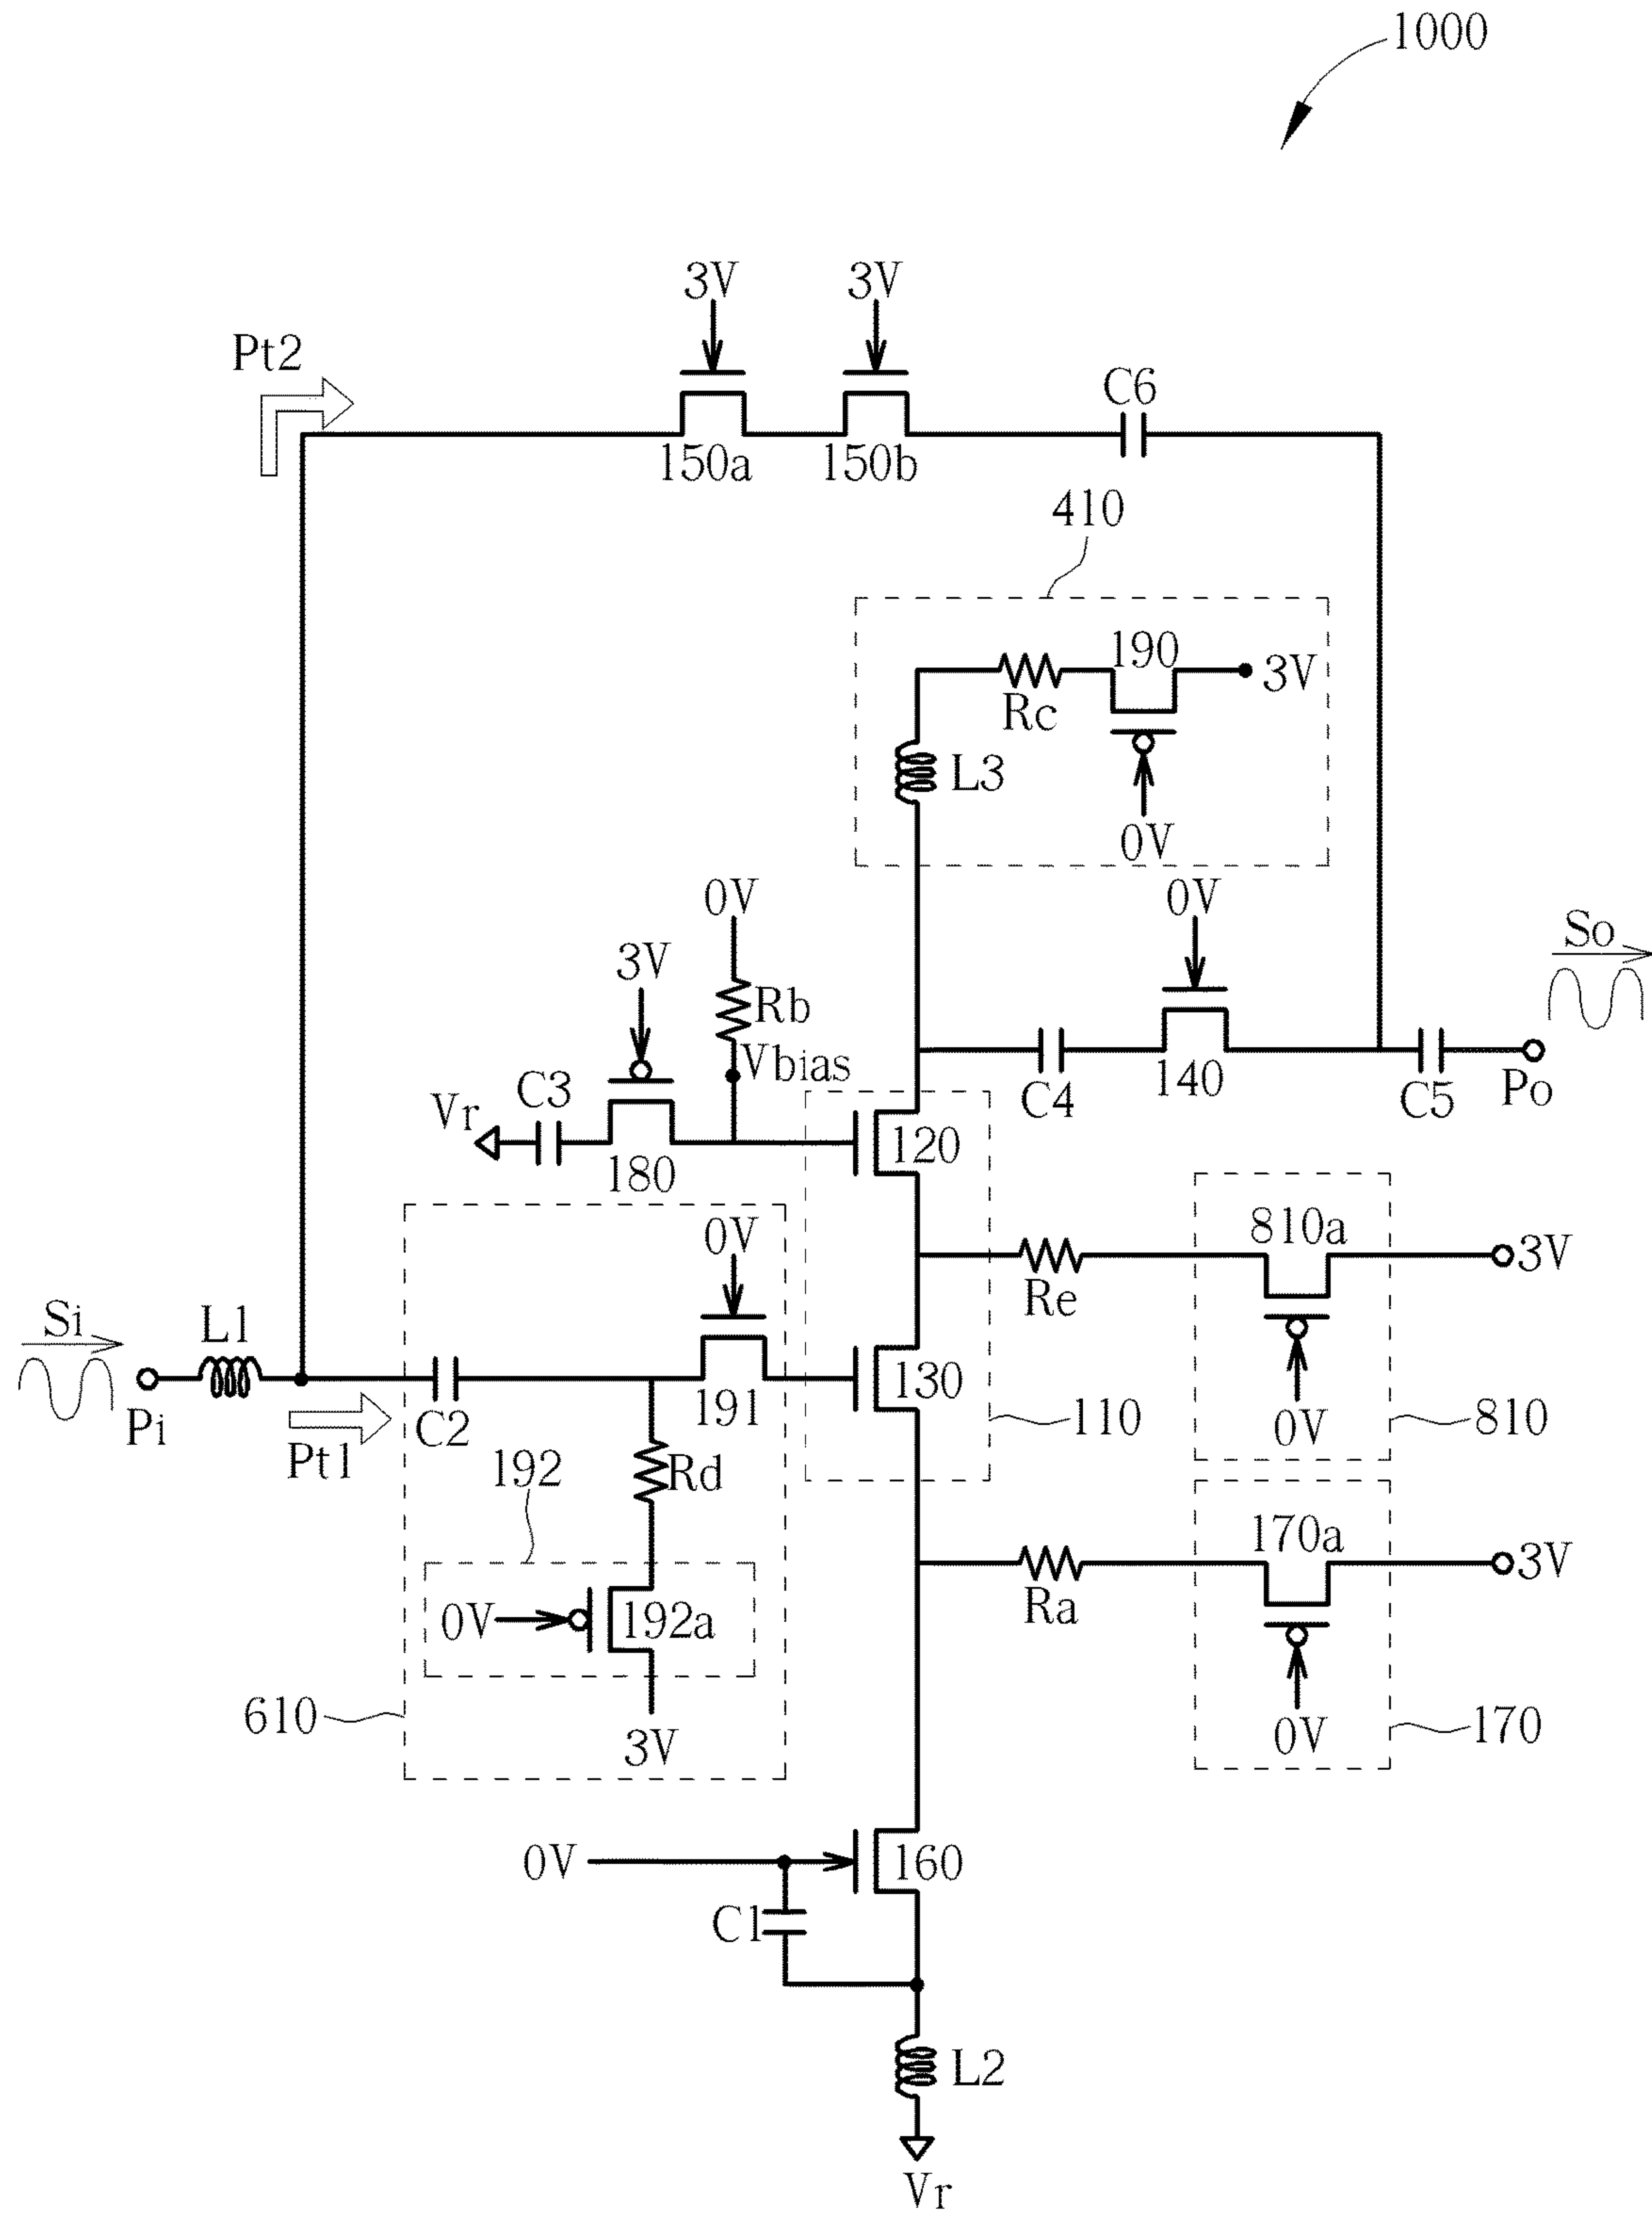 1000
3V 3V
Pt2
C6
150a 150b
410
190
3V
Rc
L3
0V
0V 0V
So
3V
Rb
Vbias
C3
Vr
140
C4 C5 Po
120
180
0V
810a
3V
Re
Si
L1
130
191
110
0V
810
Pi
Pt1
C2
192
Rd
170a
3V
Ra
0V
192a
610
3V
0V
170
0V
160
C1
L2
Vr